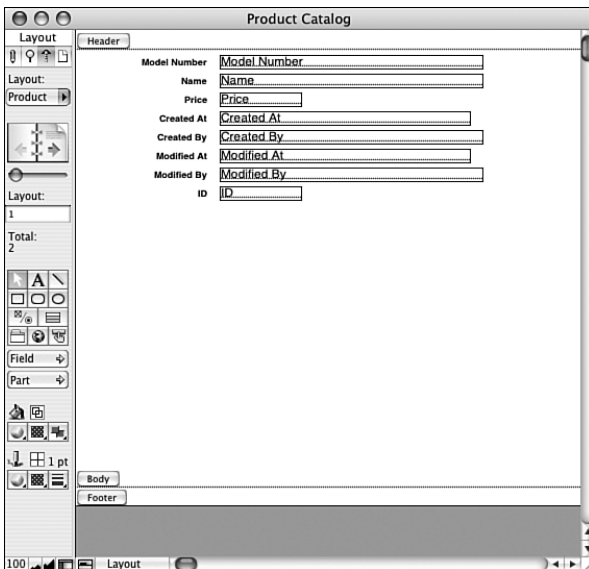 Product Catalog
Layout
Layout:
Product
Layout:
1
Total:
2
A
Field
Part
1 pt
Header
Model Number Model Number
Name Name
Price Price
Created At Created At
Created By Created By
Modified At Modified At
Modified By Modified By
ID ID
Body
Footer
100 Layout